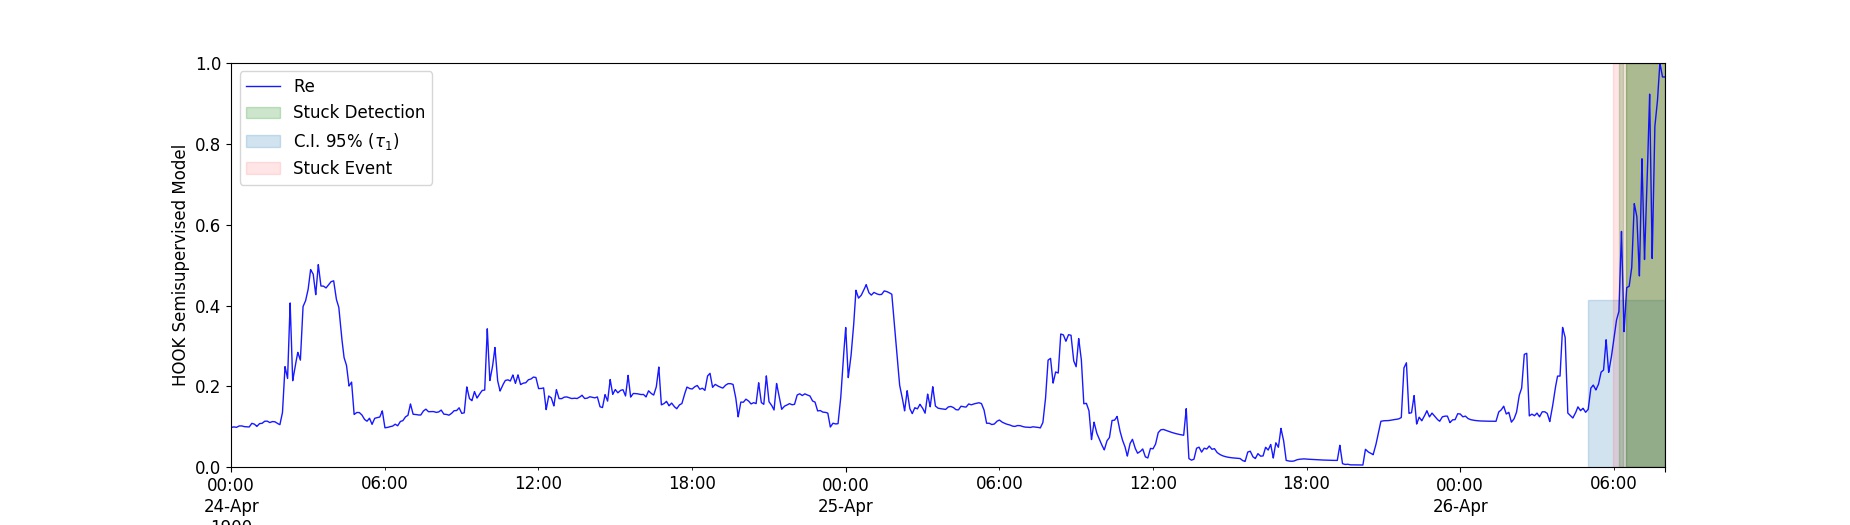 HOOK Semisupervised Model
1.0
0.8
0.6
0.4
0.2
0.0
Re
Stuck Detection
C.I. 95% (τ₁)
Stuck Event
00:00 06:00 12:00 18:00 00:00 06:00 12:00 18:00 00:00 06:00
24-Apr 25-Apr 26-Apr
1900